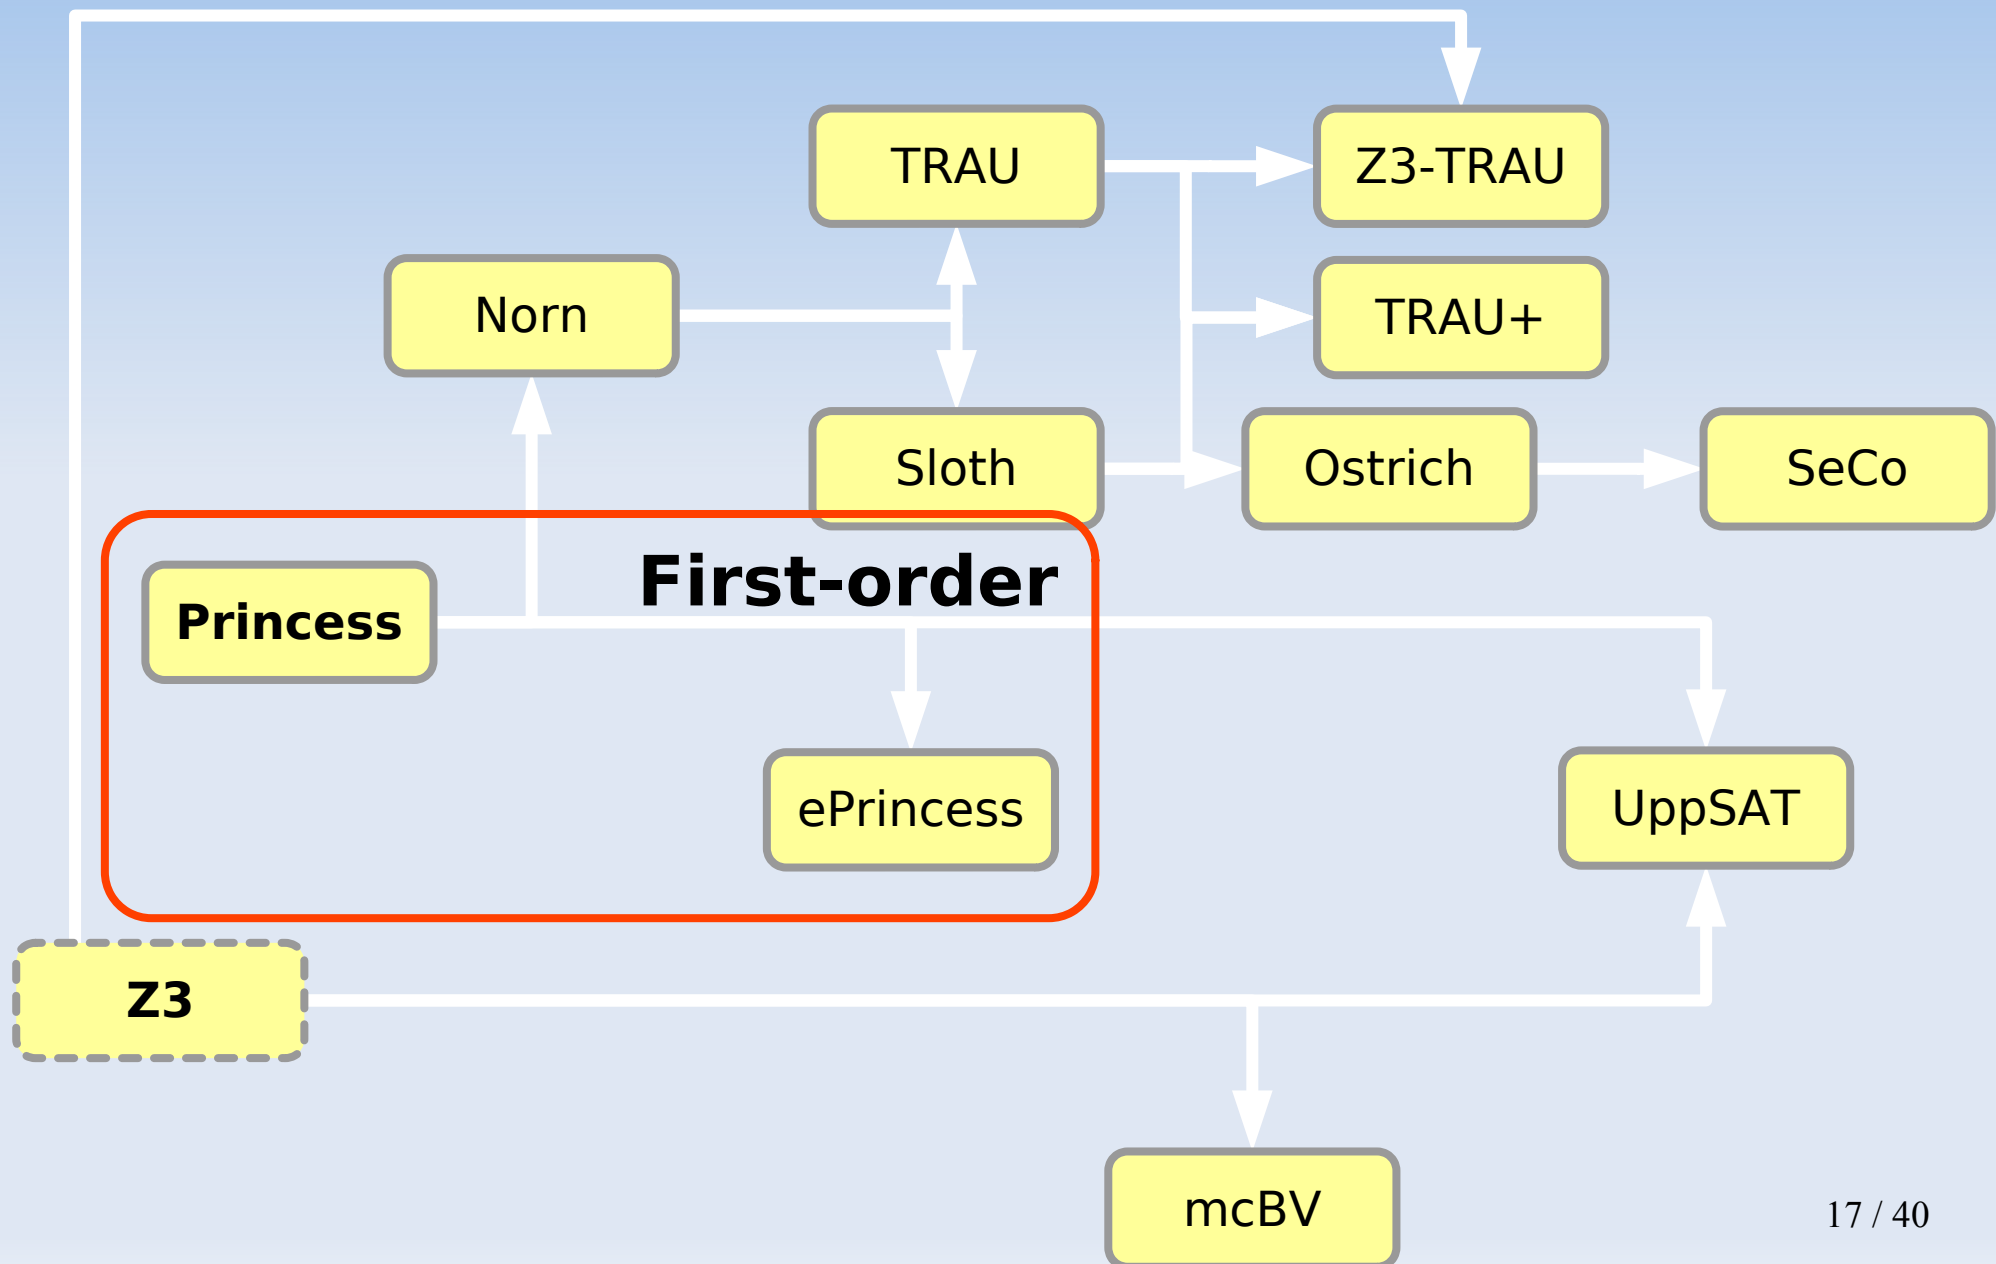 TRAU
Z3-TRAU
Norn
TRAU+
Sloth
Ostrich
SeCo
First-order
Princess
ePrincess
UppSAT
Z3
mcBV
17 / 40